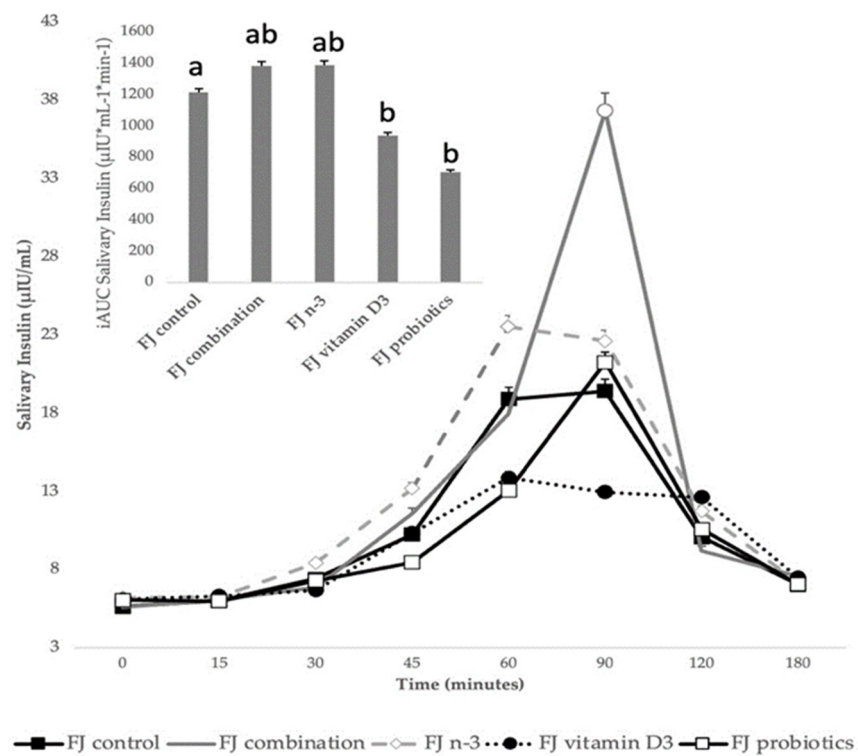 43
38
33
28
23
18
13
8
3
Salivary Insulin (µIU/mL)
1600
1400
1200
1000
800
600
400
200
0
iAUC Salivary Insulin (µIU*mL-1*min-1)
a
ab
ab
b
b
FJ control
FJ combination
FJ n-3
FJ vitamin D3
FJ probiotics
0 15 30 45 60 90 120 180
Time (minutes)
FJ control FJ combination FJ n-3 FJ vitamin D3 FJ probiotics